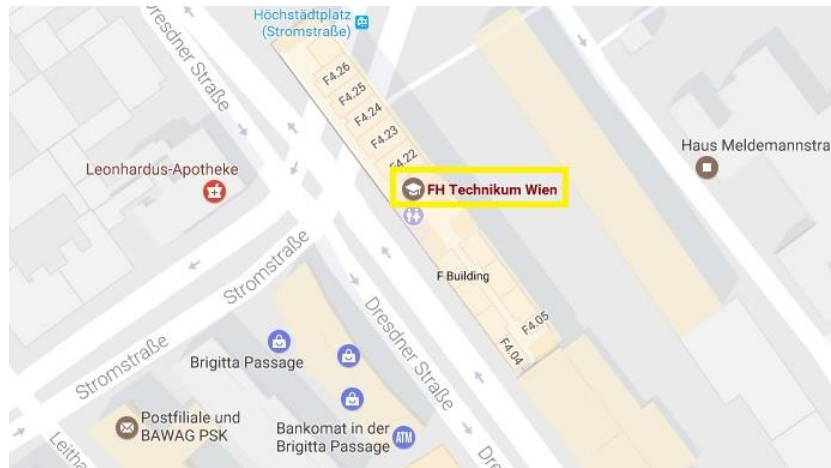 Höchstädtplatz
(Stromstraße)
Dresdner Straße
F4.26
F4.25
F4.24
F4.23
F4.22
Leonhardus-Apotheke
Haus Meldemannstra
FH Technikum Wien
Stromstraße
F Building
Dresdner Straße
F4.05
F4.04
Brigitta Passage
Stromstraße
Postfiliale und
BAWAG PSK
Bankomat in der
Brigitta Passage
ATM
Leitha
Dre